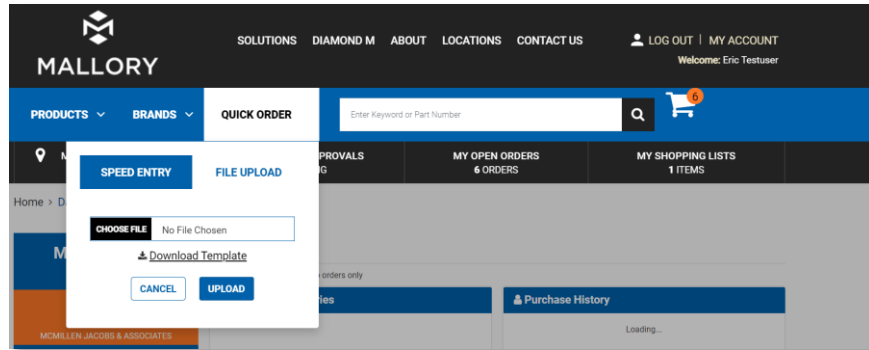 MALLORY
SOLUTIONS DIAMOND M ABOUT LOCATIONS CONTACT US
LOG OUT | MY ACCOUNT
Welcome: Eric Testuser
PRODUCTS BRANDS QUICK ORDER
Enter Keyword or Part Number
6
MY OPEN ORDERS
6 ORDERS
MY SHOPPING LISTS
1 ITEMS
SPEED ENTRY FILE UPLOAD
Home >
CHOOSE FILE No File Chosen
Download Template
CANCEL UPLOAD
orders only
Purchase History
Loading...
MCMILLEN JACOBS & ASSOCIATES